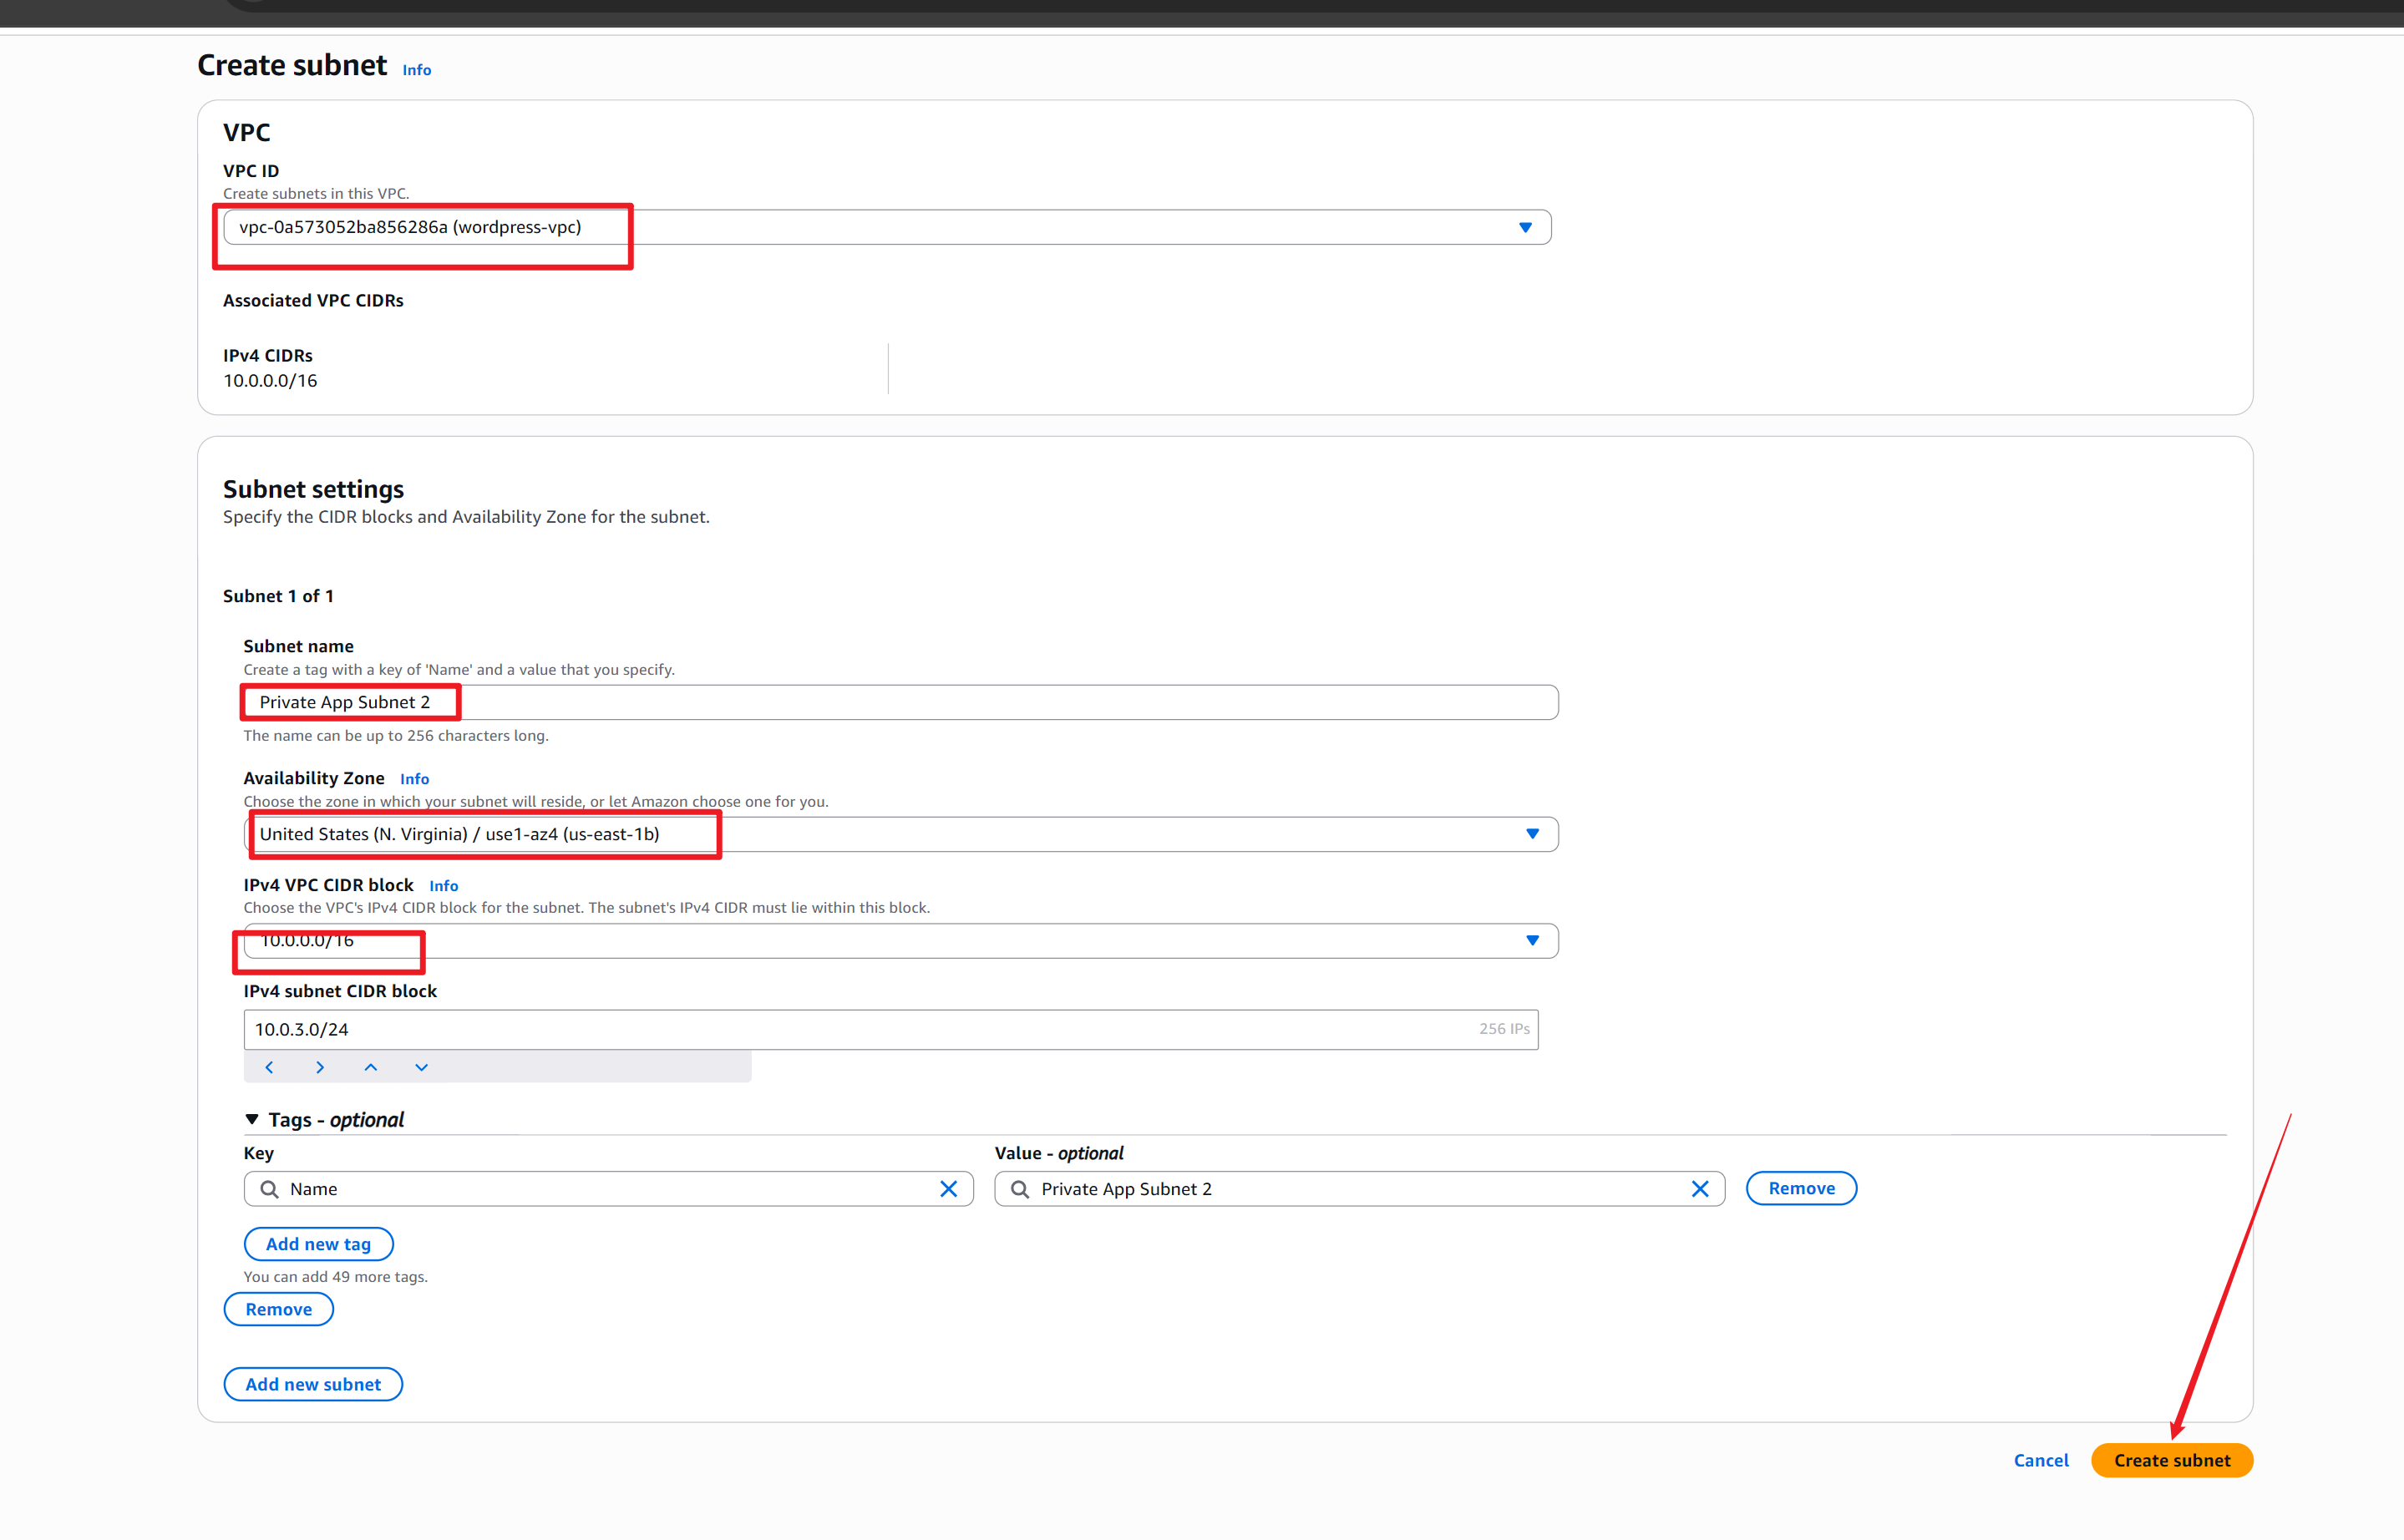 Create subnet Info
VPC
VPC ID
Create subnets in this VPC.
vpc-0a573052ba856286a (wordpress-vpc)
Associated VPC CIDRs
IPv4 CIDRs
10.0.0.0/16
Subnet settings
Specify the CIDR blocks and Availability Zone for the subnet.
Subnet 1 of 1
Subnet name
Create a tag with a key of 'Name' and a value that you specify.
Private App Subnet 2
The name can be up to 256 characters long.
Availability Zone Info
Choose the zone in which your subnet will reside, or let Amazon choose one for you.
United States (N. Virginia) / use1-az4 (us-east-1b)
IPv4 VPC CIDR block Info
Choose the VPC's IPv4 CIDR block for the subnet. The subnet's IPv4 CIDR must lie within this block.
10.0.0.0/16
IPv4 subnet CIDR block
10.0.3.0/24 256 IPs
Tags - optional
Key Value - optional
Name Private App Subnet 2 Remove
Add new tag
You can add 49 more tags.
Remove
Add new subnet
Cancel Create subnet